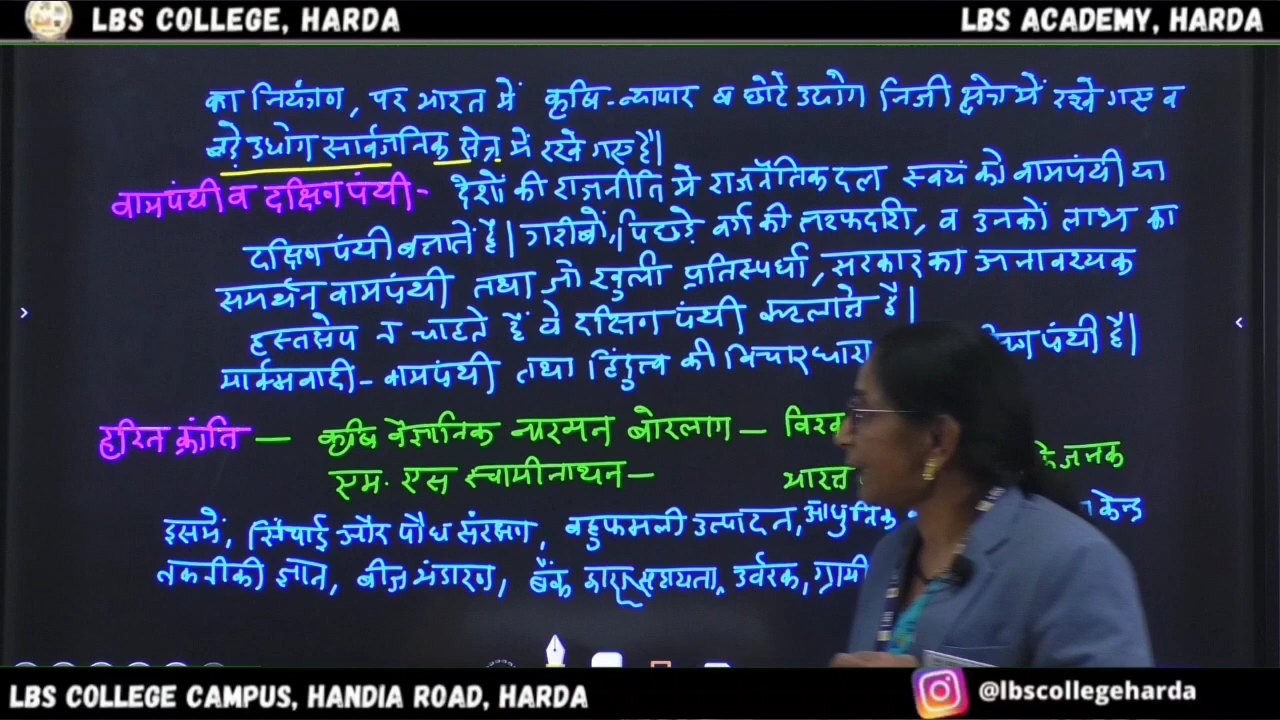 LBS COLLEGE, HARDA
LBS ACADEMY, HARDA
का नियंत्रण, पर भारत में कृषि-व्यापार व छोटें उद्योग निजी क्षेत्र में रखे गए व
बड़े उद्योग सार्वजनिक क्षेत्र में रखे गए हैं|
वामपंथी व दक्षिण पंथी- देशों की राजनीति में राजनैतिक दल स्वयं को वामपंथी या
दक्षिण पंथी बताते हैं| गरीबों, पिछड़े वर्ग की तरफदारी, व उनकों लाभ का
समर्थन वामपंथी तथा जो खुली प्रतिस्पर्धा, सरकार का अनावश्यक
हस्तक्षेप न चाहते हैं वे दक्षिण पंथी कहलाते हैं|
मार्क्सवादी- वामपंथी तथा हिंदुत्व की विचारधारा पंथी हैं|
हरित क्रांति — कृषि वैज्ञानिक नारमन बोरलाग —
एम. एस स्वामीनाथन — भारत के जनक
इसमें, सिंचाई और पौध संरक्षण, बहुफसली उत्पादन, आधुनिक केन्द्र
तकनीकी ज्ञान, बीज भंडारण, बैंक सहायता, उर्वरक,
LBS COLLEGE CAMPUS, HANDIA ROAD, HARDA
@lbscollegeharda